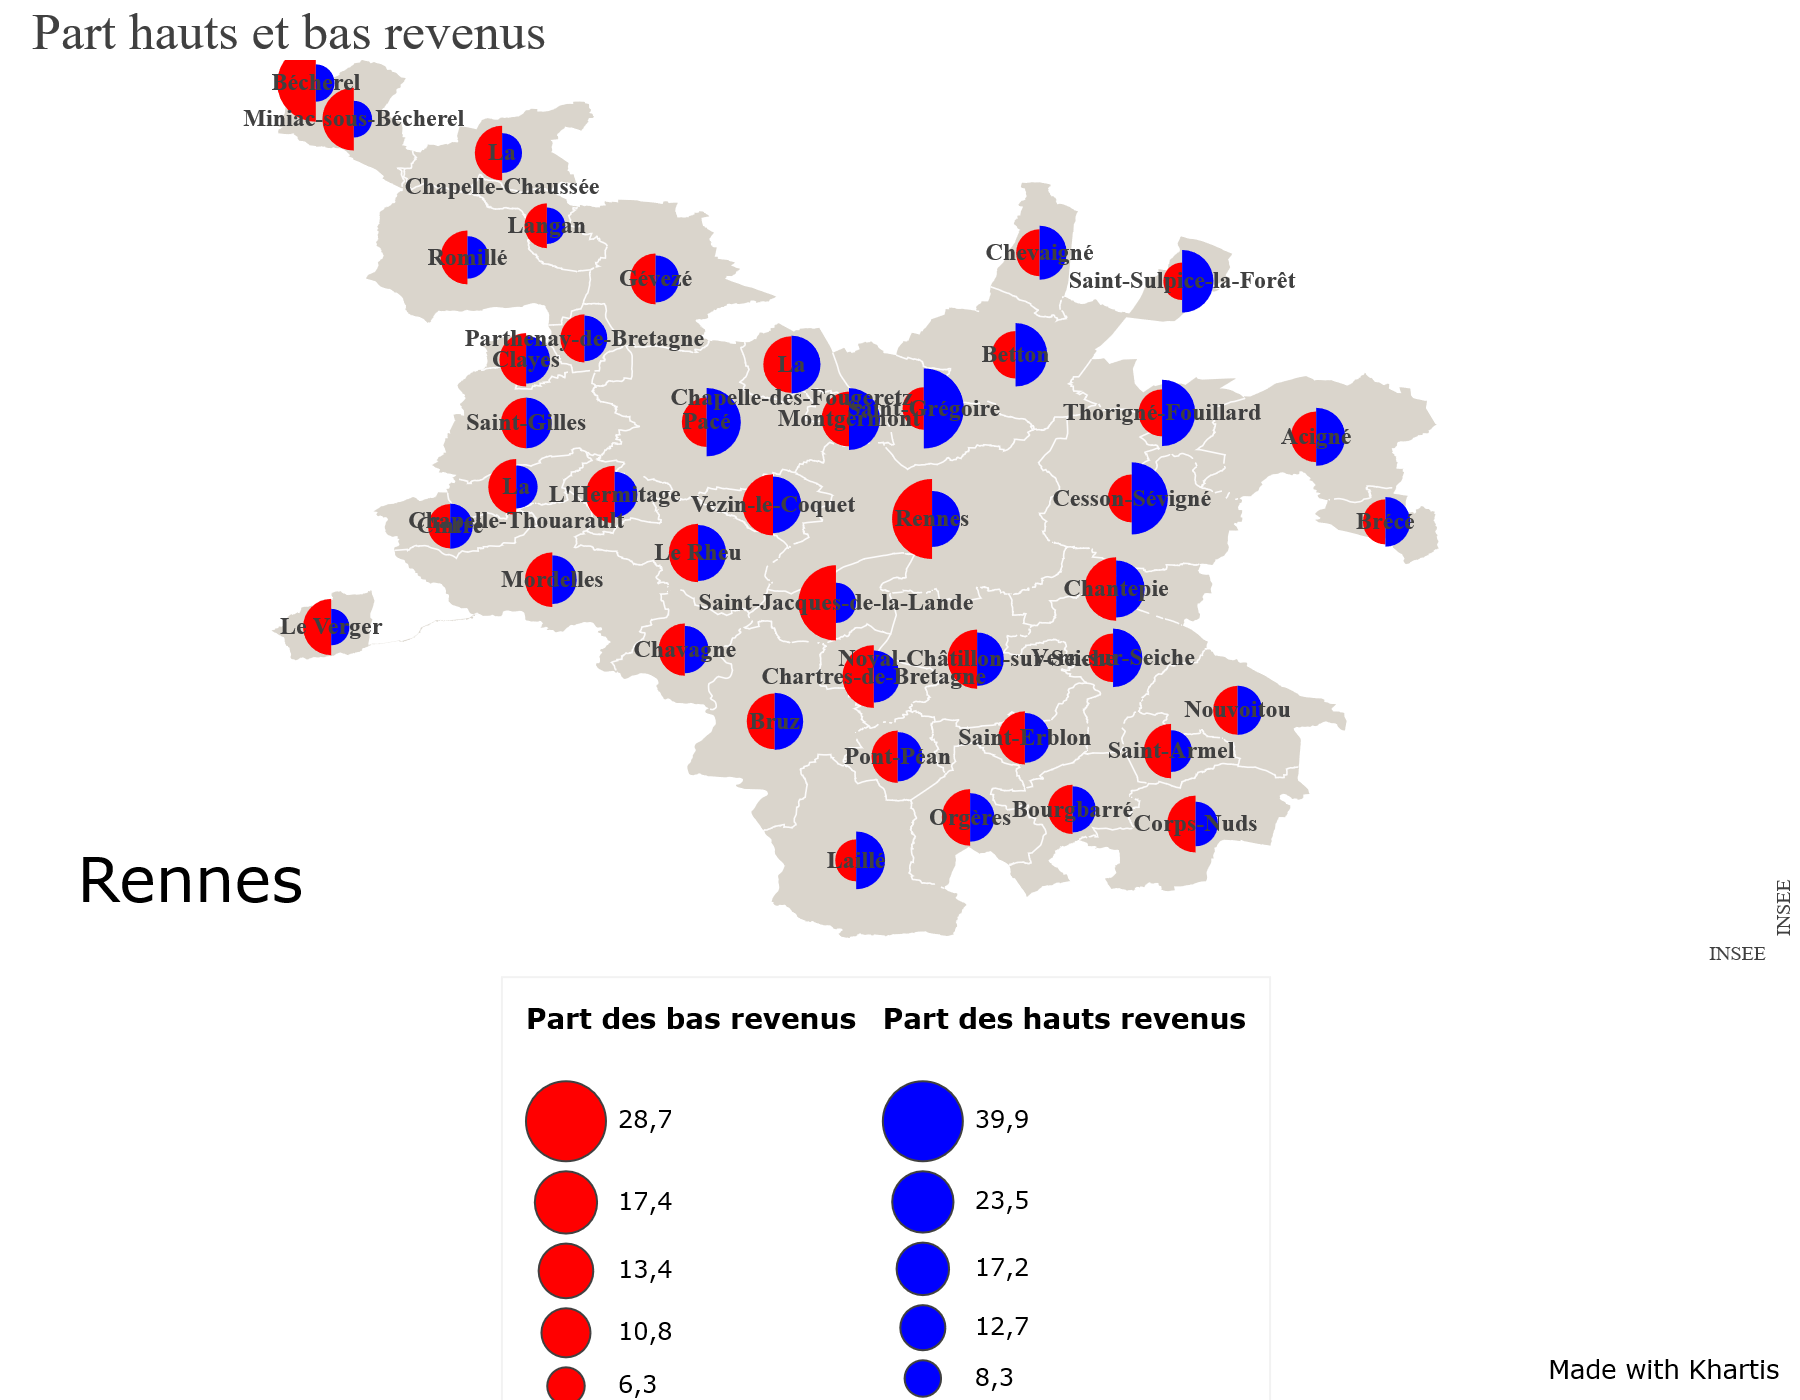 Part hauts et bas revenus
Bécherel
Miniac-sous-Bécherel
La
Chapelle-Chaussée
Langan
Romillé
Gévezé
Chevaigné
Saint-Sulpice-la-Forêt
Parthenay-de-Bretagne
Clayes
Betton
La
Chapelle-des-Fougeretz
Saint-Grégoire
Montgermont
Pacé
Saint-Gilles
Thorigné-Fouillard
Acigné
La
Chapelle-Thouarault
L'Hermitage
Vezin-le-Coquet
Cesson-Sévigné
Rennes
Brécé
Cintré
Le Rheu
Mordelles
Chantepie
Saint-Jacques-de-la-Lande
Le Verger
Chavagne
Noyal-Châtillon-sur-Seiche
Vern-sur-Seiche
Chartres-de-Bretagne
Nouvoitou
Bruz
Saint-Erblon
Saint-Armel
Pont-Péan
Orgères
Bourgbarré
Corps-Nuds
Laillé
Rennes
INSEE
INSEE
Part des bas revenus
28,7
17,4
13,4
10,8
6,3
Part des hauts revenus
39,9
23,5
17,2
12,7
8,3
Made with Khartis